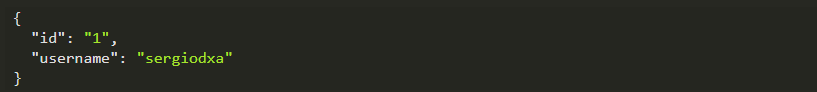 {
  "id": "1",
  "username": "sergiodxa"
}